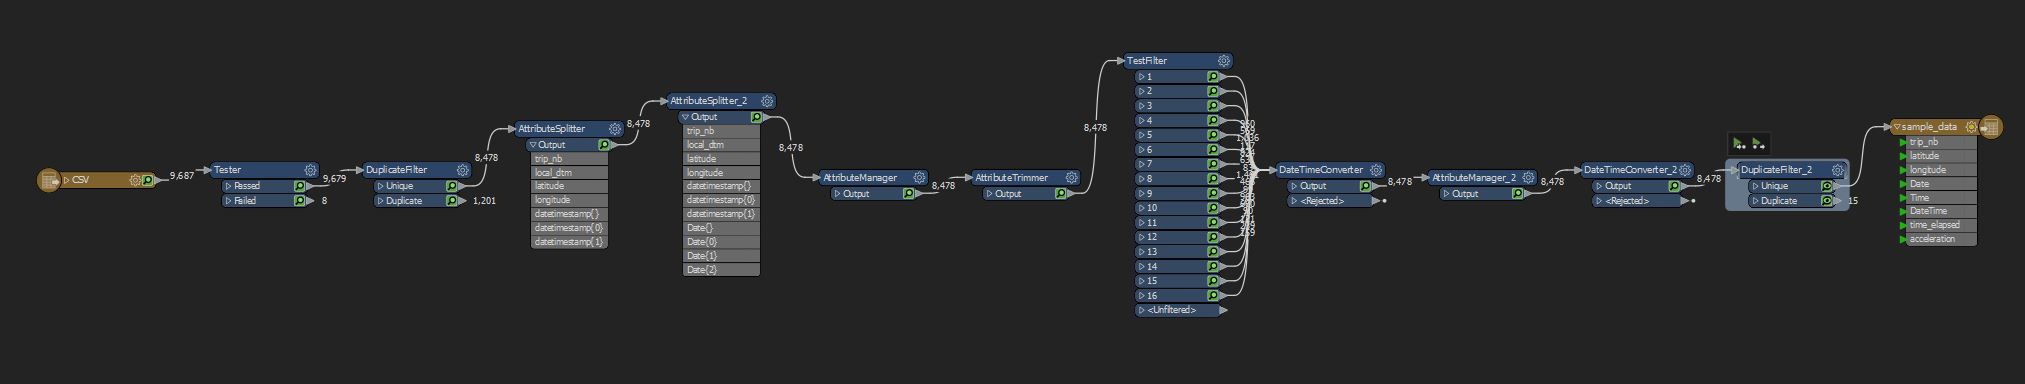 CSV
9,687
Tester
Passed
9,679
Failed
8
DuplicateFilter
Unique
8,478
Duplicate
1,201
AttributeSplitter
Output
8,478
trip_nb
local_dtm
latitude
longitude
datetimestamp{}
datetimestamp{0}
datetimestamp{1}
AttributeSplitter_2
Output
8,478
trip_nb
local_dtm
latitude
longitude
datetimestamp{}
datetimestamp{0}
datetimestamp{1}
Date{}
Date{0}
Date{1}
Date{2}
AttributeManager
Output
8,478
AttributeTrimmer
Output
8,478
TestFilter
1
2
3
4
5
6
7
8
9
10
11
12
13
14
15
16
<Unfiltered>
DateTimeConverter
Output
8,478
<Rejected>
AttributeManager_2
Output
8,478
DateTimeConverter_2
Output
8,478
<Rejected>
DuplicateFilter_2
Unique
Duplicate
15
sample_data
trip_nb
latitude
longitude
Date
Time
DateTime
time_elapsed
acceleration